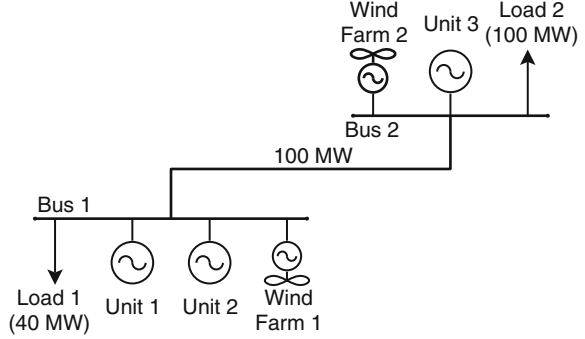 Wind
Farm 2
Unit 3
Load 2
(100 MW)
Bus 2
100 MW
Bus 1
Load 1
(40 MW)
Unit 1
Unit 2
Wind
Farm 1